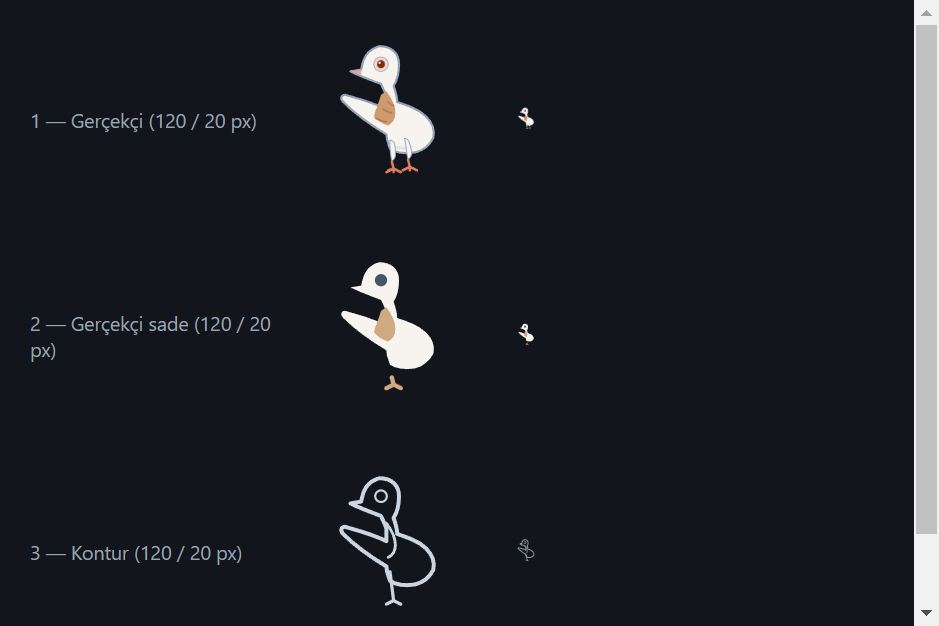 1 — Gerçekçi (120 / 20 px)
2 — Gerçekçi sade (120 / 20
px)
3 — Kontur (120 / 20 px)